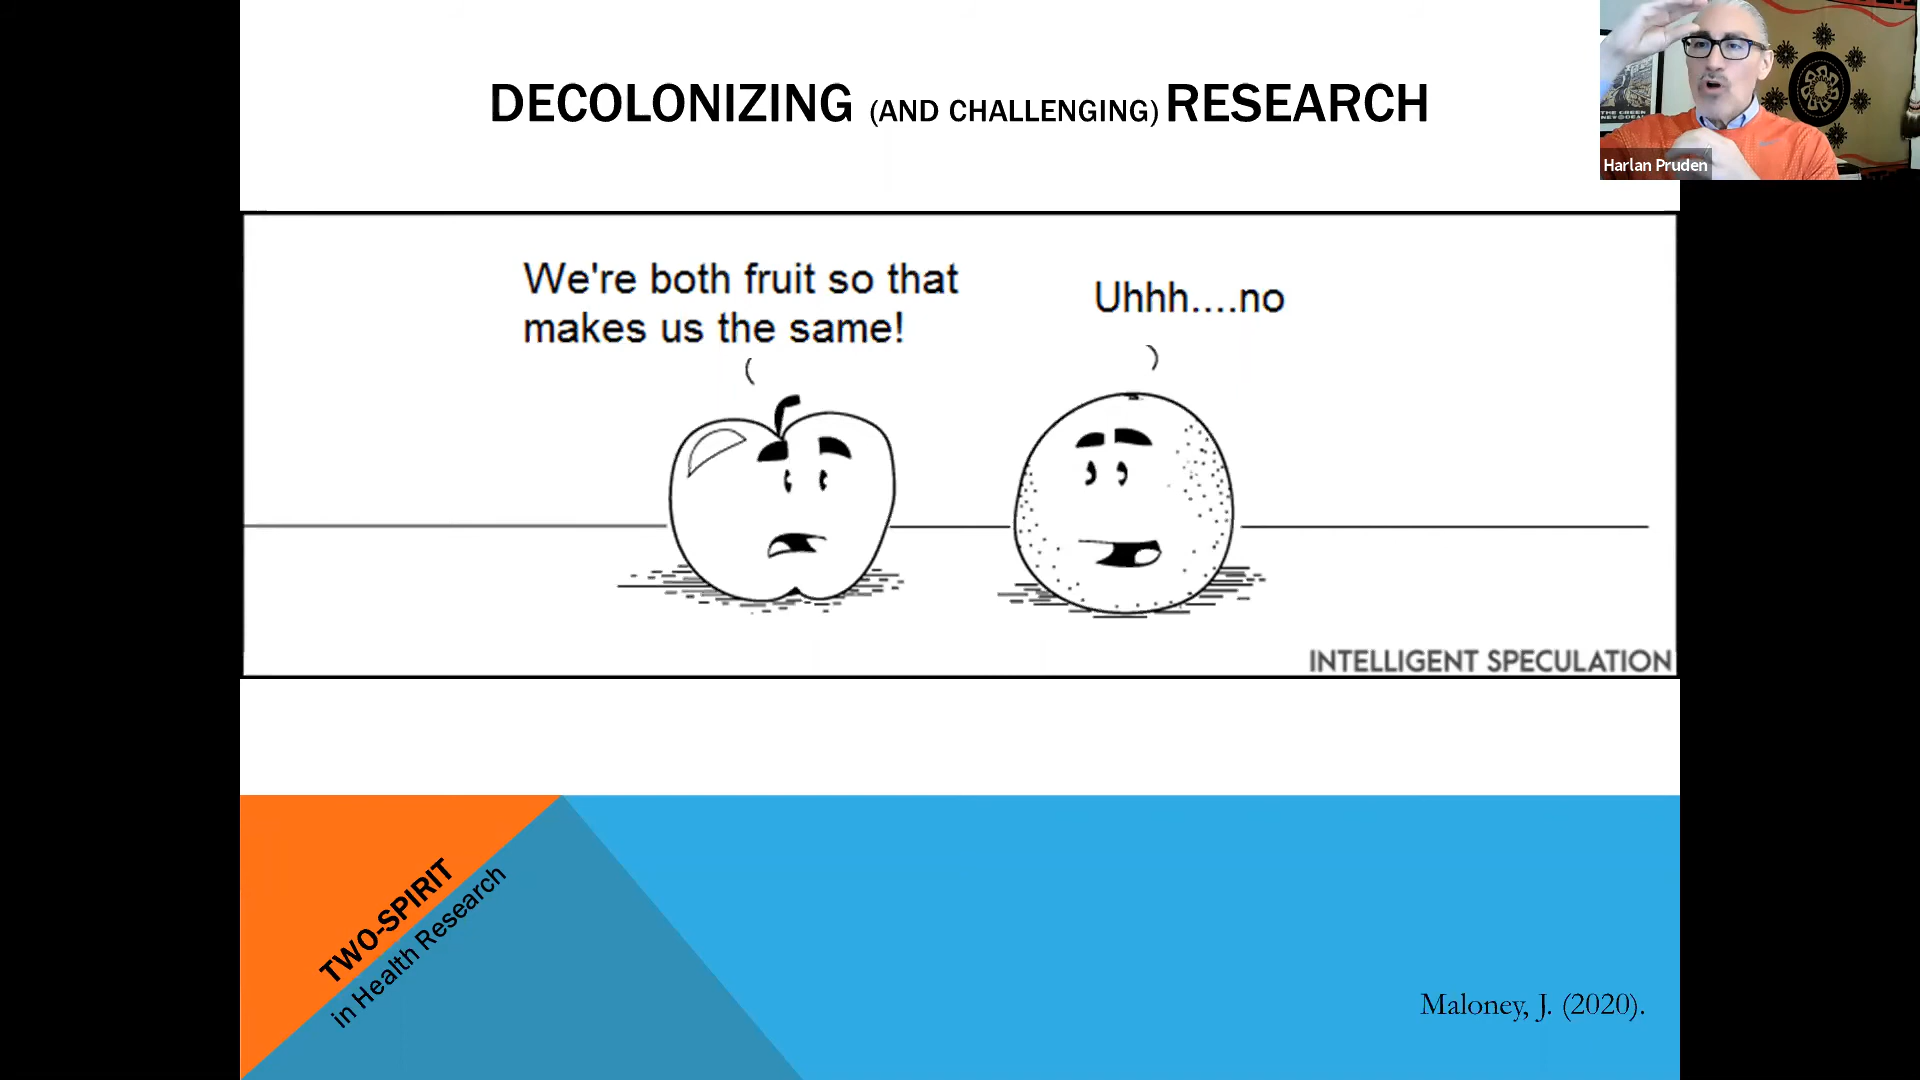 DECOLONIZING (AND CHALLENGING) RESEARCH
Harlan Pruden
We're both fruit so that
makes us the same!
Uhhh....no
INTELLIGENT SPECULATION
TWO-SPIRIT
in Health Research
Maloney, J. (2020).